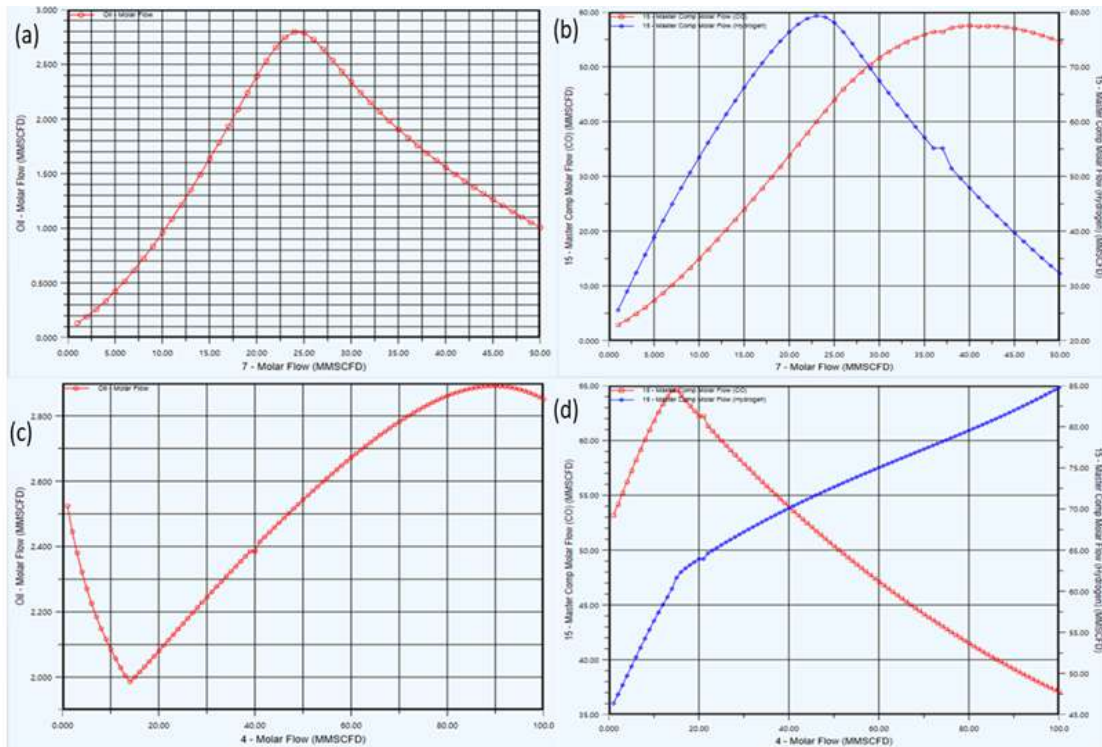 (a)
Oil - Molar Flow
3.000
2.500
2.000
1.500
1.000
0.5000
0.000
Oil - Molar Flow (MMSCFD)
0.000 5.000 10.00 15.00 20.00 25.00 30.00 35.00 40.00 45.00 50.00
7 - Molar Flow (MMSCFD)
(b)
15 - Master Comp Molar Flow (CO)
15 - Master Comp Molar Flow (Hydrogen)
60.00
50.00
40.00
30.00
20.00
10.00
0.000
15 - Master Comp Molar Flow (CO) (MMSCFD)
80.00
70.00
60.00
50.00
40.00
30.00
20.00
15 - Master Comp Molar Flow (Hydrogen) (MMSCFD)
0.000 5.000 10.00 15.00 20.00 25.00 30.00 35.00 40.00 45.00 50.00
7 - Molar Flow (MMSCFD)
(c)
Oil - Molar Flow
2.800
2.600
2.400
2.200
2.000
Oil - Molar Flow (MMSCFD)
0.000 20.00 40.00 60.00 80.00 100.0
4 - Molar Flow (MMSCFD)
(d)
15 - Master Comp Molar Flow (CO)
15 - Master Comp Molar Flow (Hydrogen)
65.00
60.00
55.00
50.00
45.00
40.00
35.00
15 - Master Comp Molar Flow (CO) (MMSCFD)
85.00
80.00
75.00
70.00
65.00
60.00
55.00
50.00
45.00
15 - Master Comp Molar Flow (Hydrogen) (MMSCFD)
0.000 20.00 40.00 60.00 80.00 100.0
4 - Molar Flow (MMSCFD)